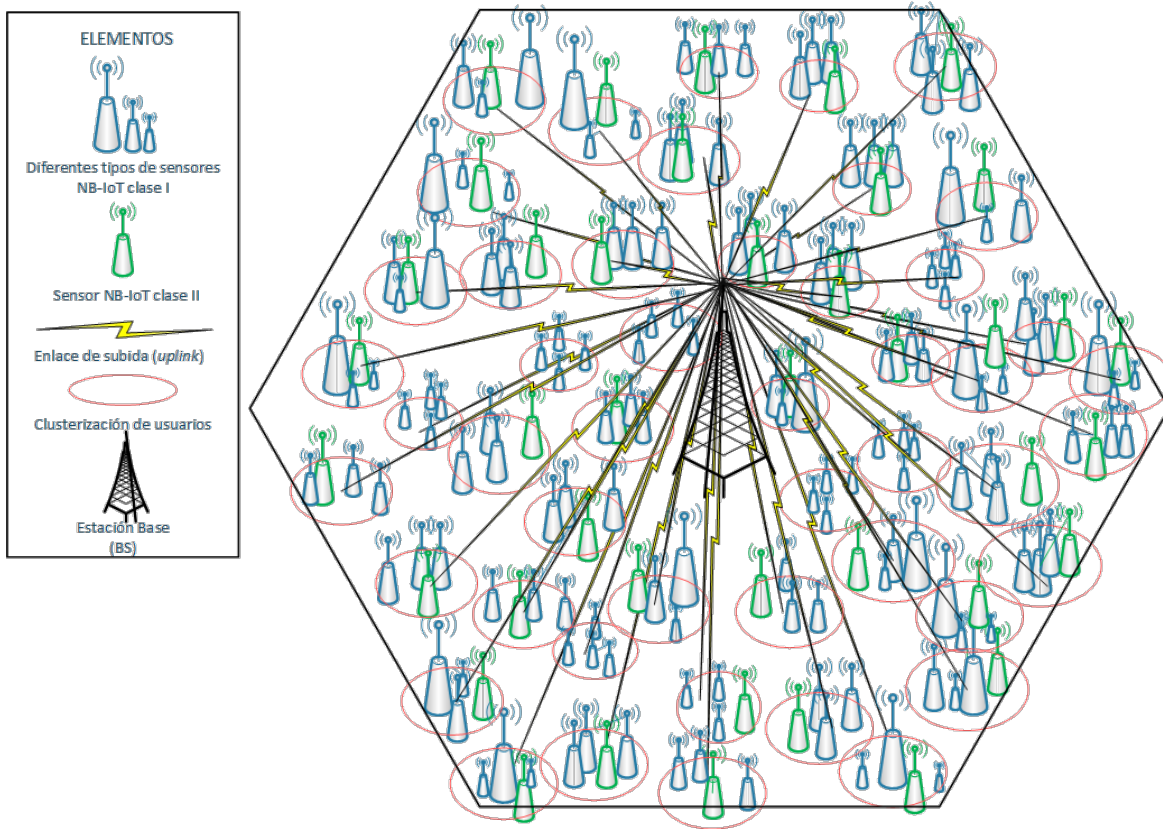 ELEMENTOS
Diferentes tipos de sensores
NB-IoT clase I
Sensor NB-IoT clase II
Enlace de subida (uplink)
Clusterización de usuarios
Estación Base
(BS)